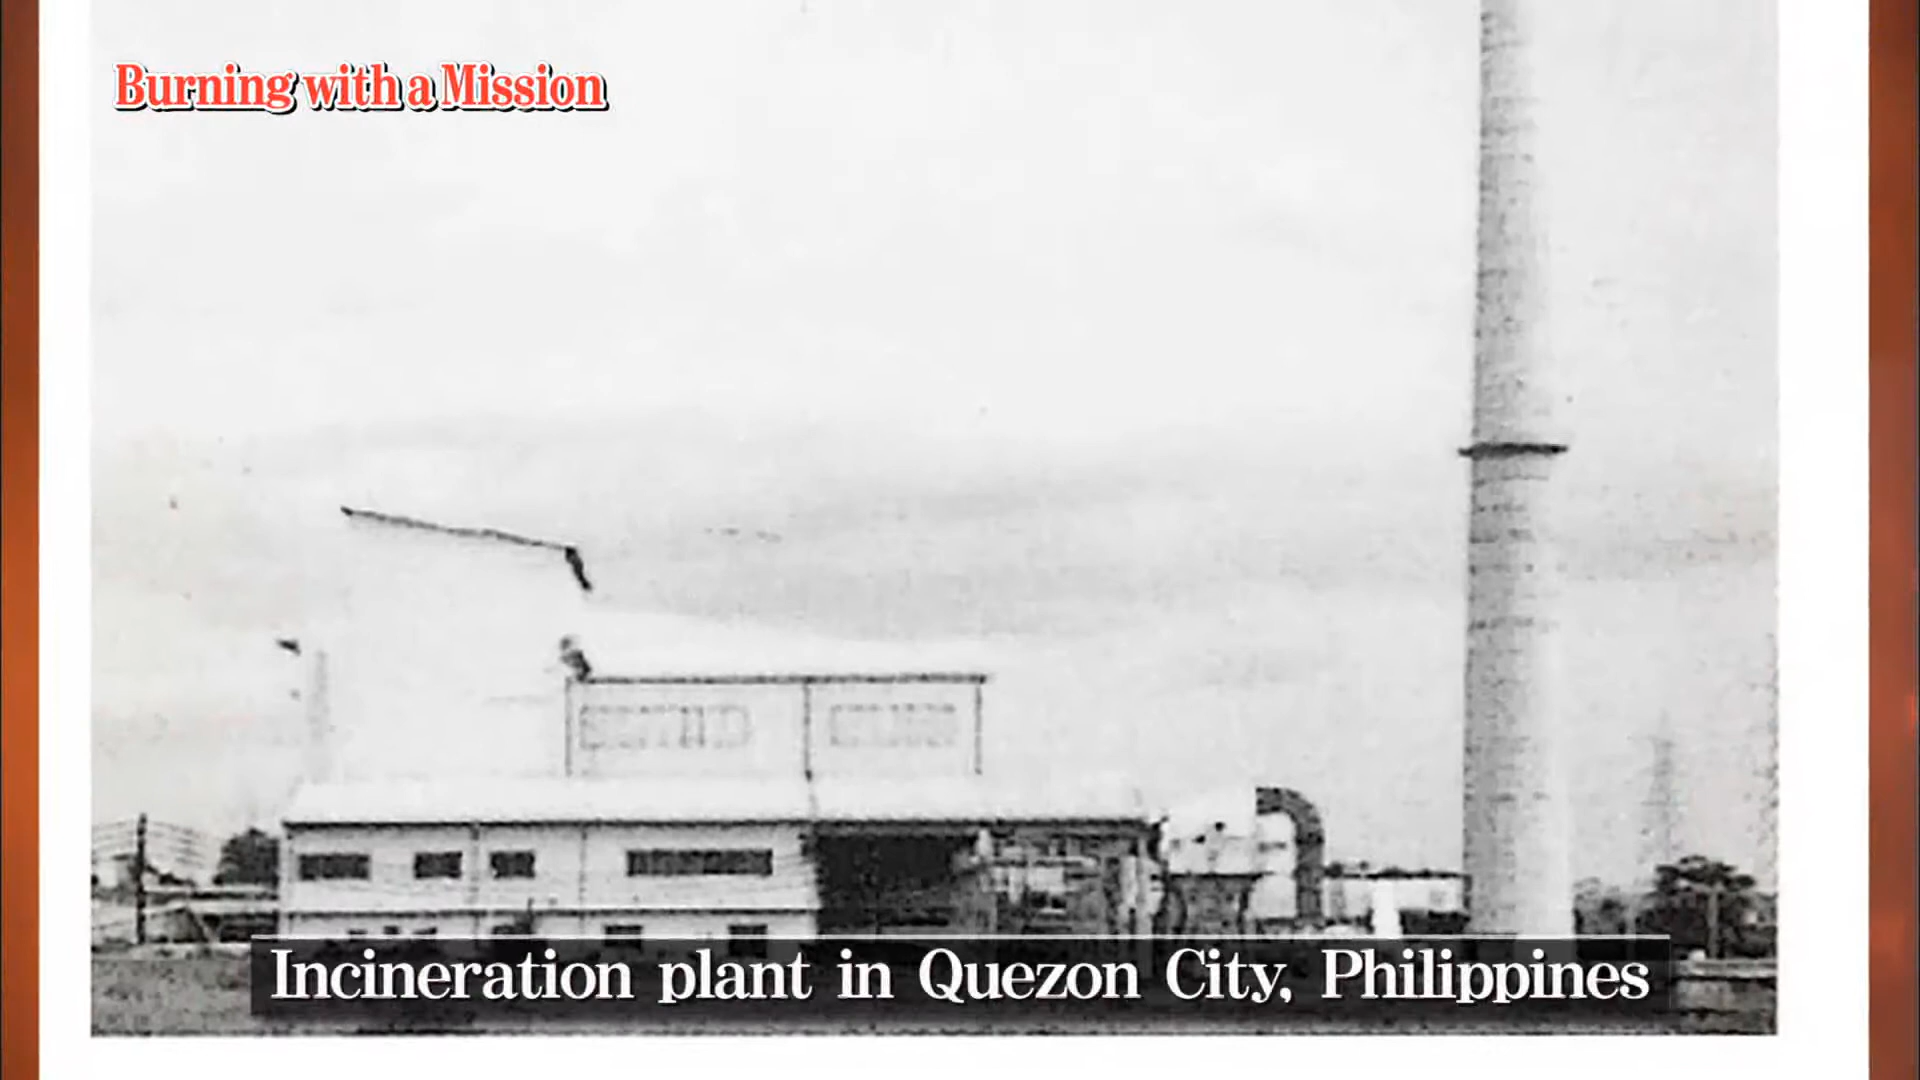 Burning with a Mission
Incineration plant in Quezon City, Philippines